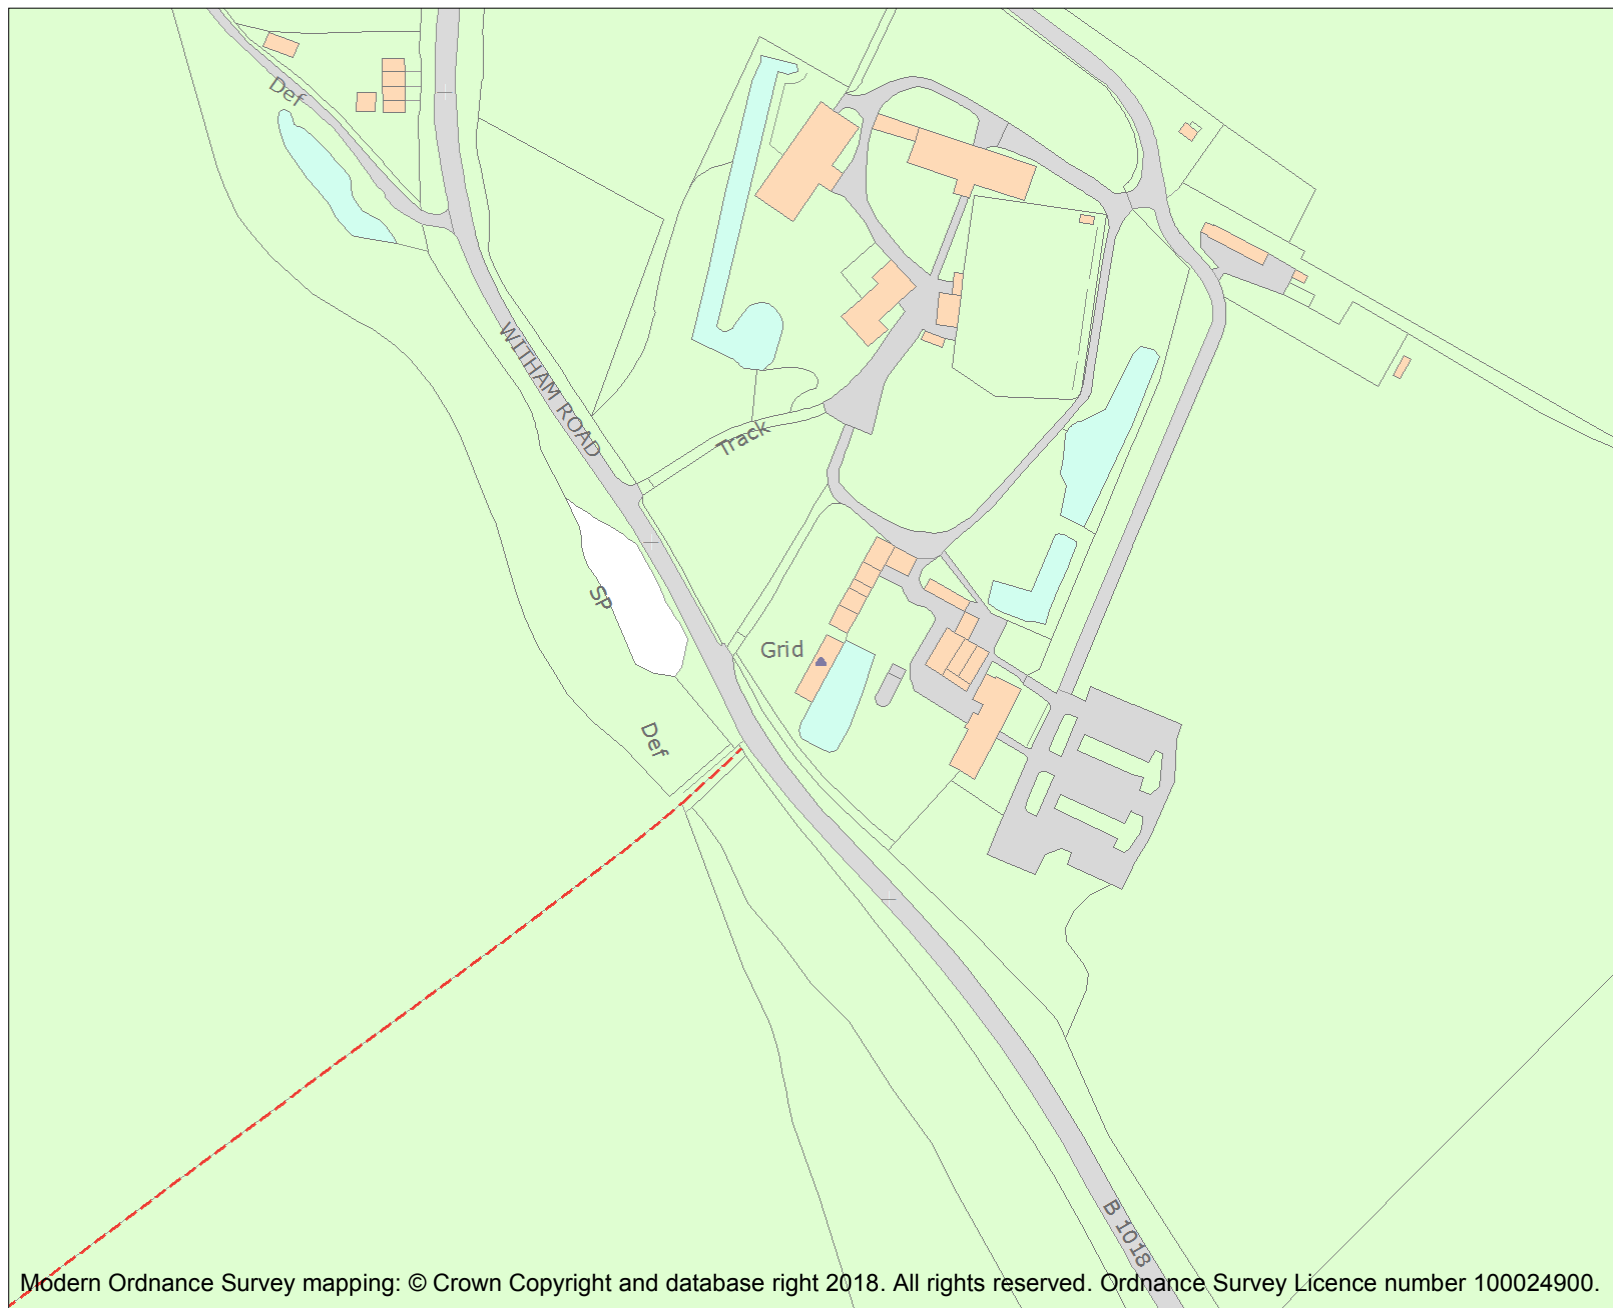 Def
WITHAM ROAD
Track
SP
Grid
Def
B 1018
Modern Ordnance Survey mapping: © Crown Copyright and database right 2018. All rights reserved. Ordnance Survey Licence number 100024900.